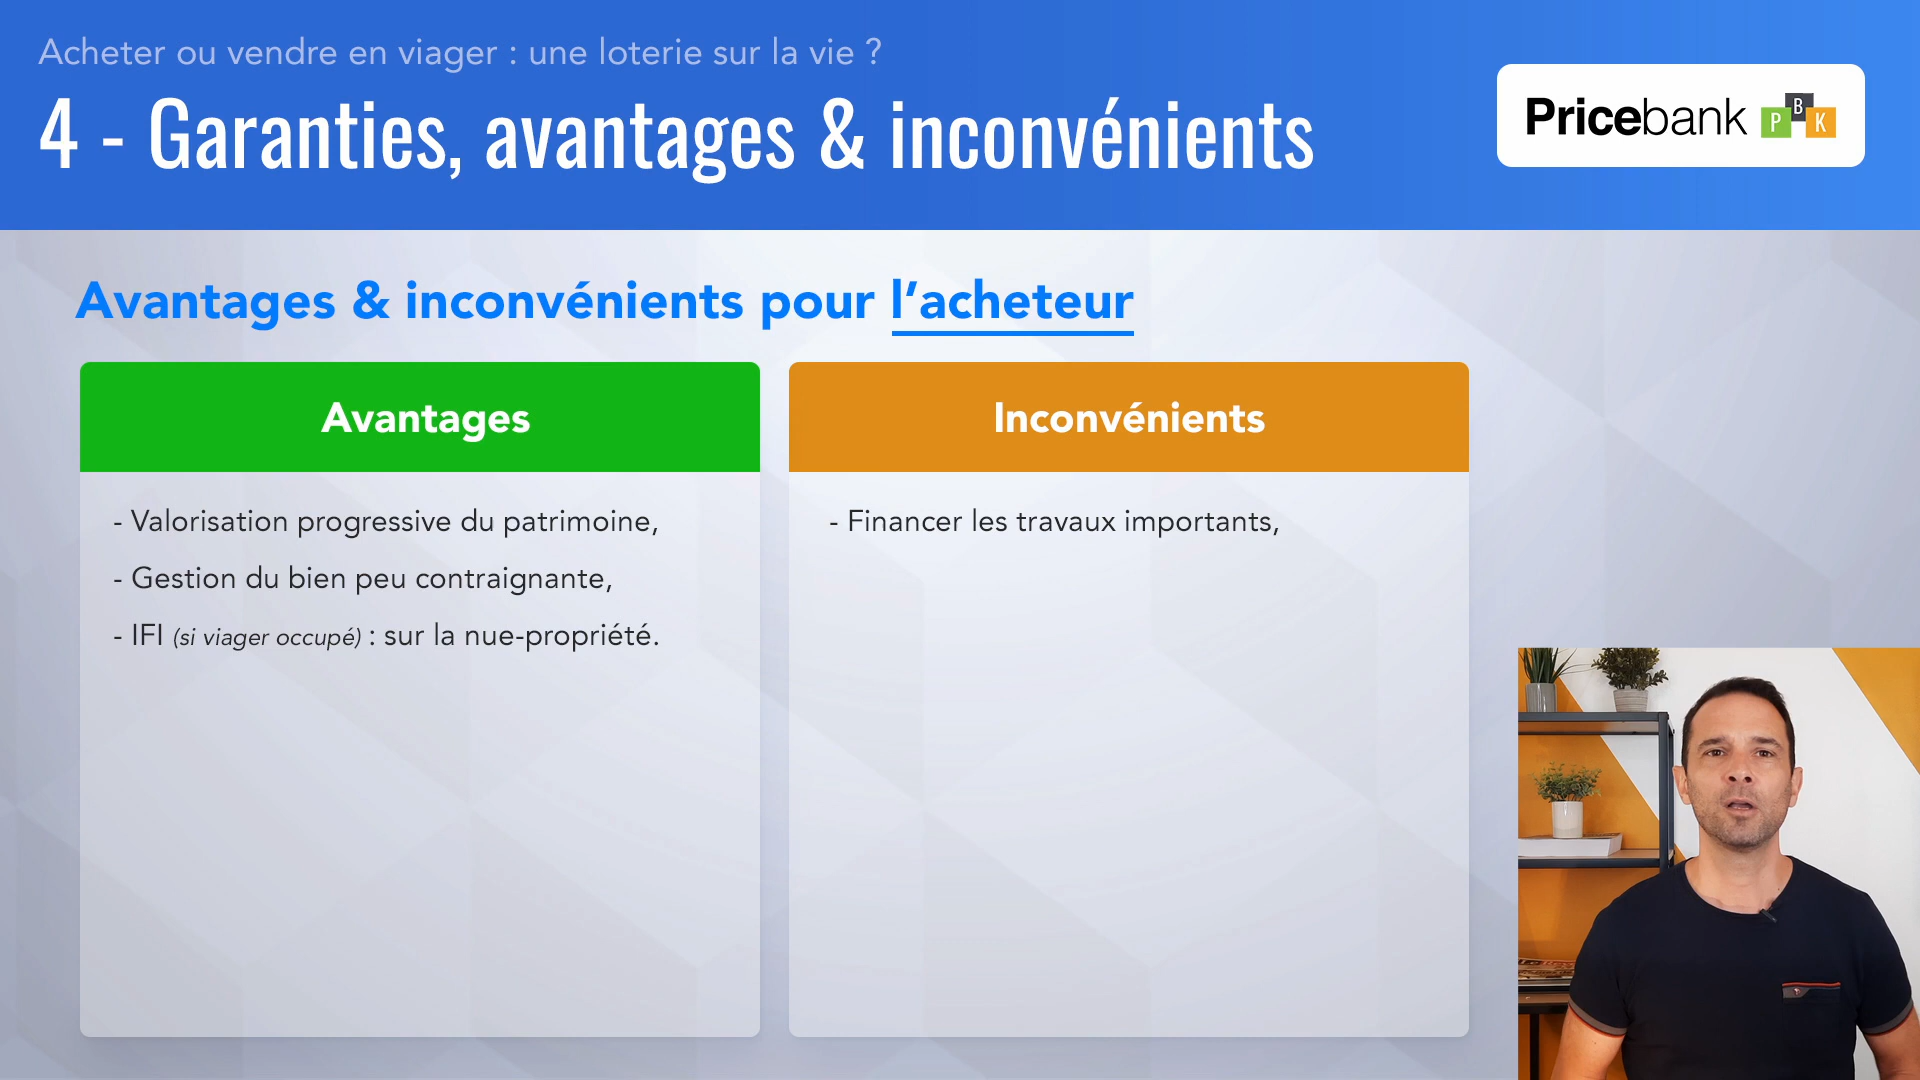 Acheter ou vendre en viager : une loterie sur la vie ?
4 - Garanties, avantages & inconvénients
Pricebank P B K
Avantages & inconvénients pour l’acheteur
Avantages
- Valorisation progressive du patrimoine,
- Gestion du bien peu contraignante,
- IFI (si viager occupé) : sur la nue-propriété.
Inconvénients
- Financer les travaux importants,